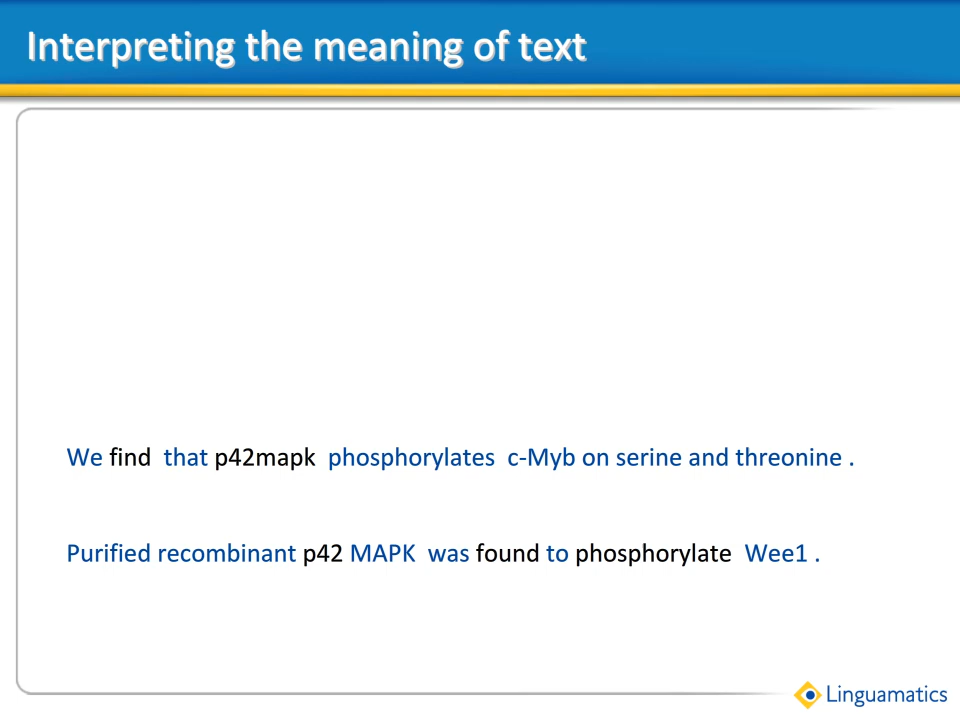 Interpreting the meaning of text
We find that p42mapk phosphorylates c-Myb on serine and threonine .
Purified recombinant p42 MAPK was found to phosphorylate Wee1 .
Linguamatics